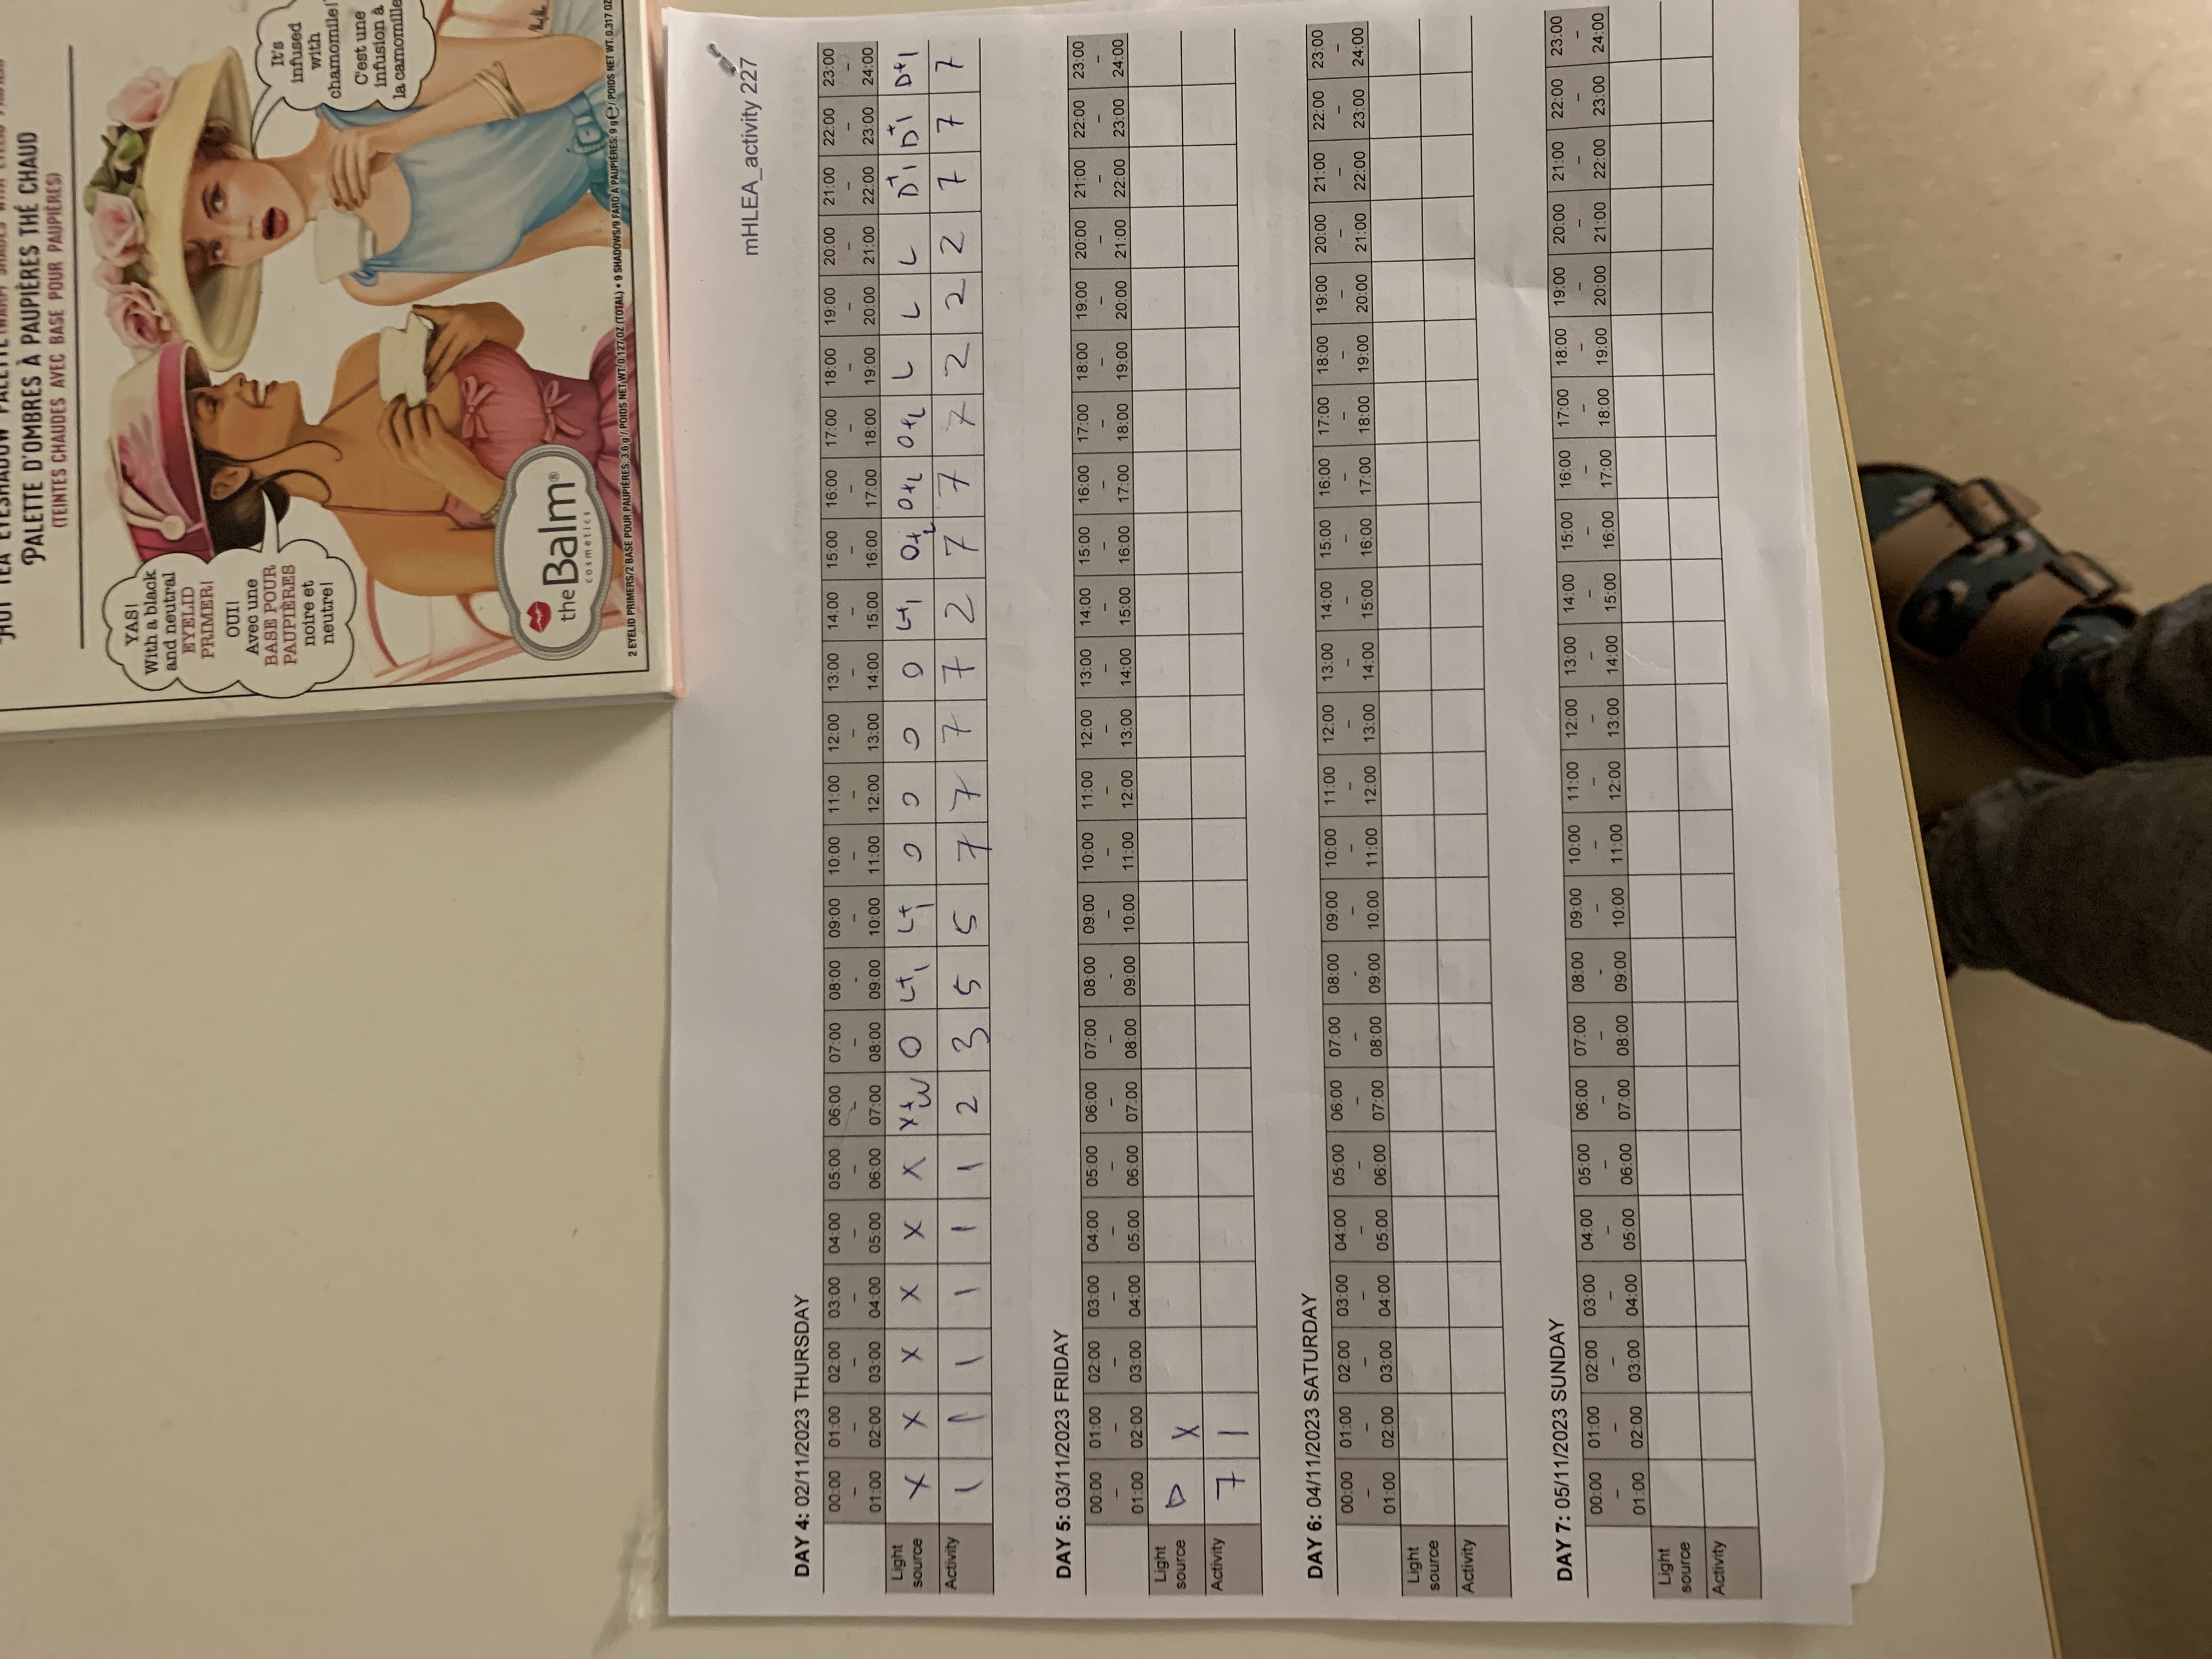 HOT TEA EYESHADOW PALETTE (WARM SHADES WITH EYELID PRIMER)
PALETTE D'OMBRES À PAUPIÈRES THÉ CHAUD
(TEINTES CHAUDES AVEC BASE POUR PAUPIÈRES)
YAS!
With a black
and neutral
EYELID
PRIMER!
OUI!
Avec une
BASE POUR
PAUPIÈRES
noire et
neutre!
It's
infused
with
chamomile!
C'est une
infusion à
la camomille
the Balm®
cosmetics
2 EYELID PRIMERS/2 BASE POUR PAUPIÈRES: 3.6 g / POIDS NET WT. 0.127 OZ (TOTAL) • 9 SHADOWS/9 FARD À PAUPIÈRES: 9 g ℮ / POIDS NET WT. 0.317 OZ
mHLEA_activity 227
DAY 4: 02/11/2023 THURSDAY
00:00 01:00 02:00 03:00 04:00 05:00 06:00 07:00 08:00 09:00 10:00 11:00 12:00 13:00 14:00 15:00 16:00 17:00 18:00 19:00 20:00 21:00 22:00 23:00
– – – – – – – – - – – – – – – – – – – – – – – –
01:00 02:00 03:00 04:00 05:00 06:00 07:00 08:00 09:00 10:00 11:00 12:00 13:00 14:00 15:00 16:00 17:00 18:00 19:00 20:00 21:00 22:00 23:00 24:00
Light source X X X X X X X+W O L+I L+I O O O O L+I O+L O+L O+L L L L D+I D+I D+I
Activity 1 1 1 1 1 1 2 3 5 5 7 7 7 7 2 7 7 7 2 2 2 7 7 7
DAY 5: 03/11/2023 FRIDAY
00:00 01:00 02:00 03:00 04:00 05:00 06:00 07:00 08:00 09:00 10:00 11:00 12:00 13:00 14:00 15:00 16:00 17:00 18:00 19:00 20:00 21:00 22:00 23:00
– – – – – – – – - – – – – – – – – – – – – – – –
01:00 02:00 03:00 04:00 05:00 06:00 07:00 08:00 09:00 10:00 11:00 12:00 13:00 14:00 15:00 16:00 17:00 18:00 19:00 20:00 21:00 22:00 23:00 24:00
Light source D X
Activity 7 1
DAY 6: 04/11/2023 SATURDAY
00:00 01:00 02:00 03:00 04:00 05:00 06:00 07:00 08:00 09:00 10:00 11:00 12:00 13:00 14:00 15:00 16:00 17:00 18:00 19:00 20:00 21:00 22:00 23:00
– – – – – – – – - – – – – – – – – – – – – – – –
01:00 02:00 03:00 04:00 05:00 06:00 07:00 08:00 09:00 10:00 11:00 12:00 13:00 14:00 15:00 16:00 17:00 18:00 19:00 20:00 21:00 22:00 23:00 24:00
Light source
Activity
DAY 7: 05/11/2023 SUNDAY
00:00 01:00 02:00 03:00 04:00 05:00 06:00 07:00 08:00 09:00 10:00 11:00 12:00 13:00 14:00 15:00 16:00 17:00 18:00 19:00 20:00 21:00 22:00 23:00
– – – – – – – – - – – – – – – – – – – – – – – –
01:00 02:00 03:00 04:00 05:00 06:00 07:00 08:00 09:00 10:00 11:00 12:00 13:00 14:00 15:00 16:00 17:00 18:00 19:00 20:00 21:00 22:00 23:00 24:00
Light source
Activity